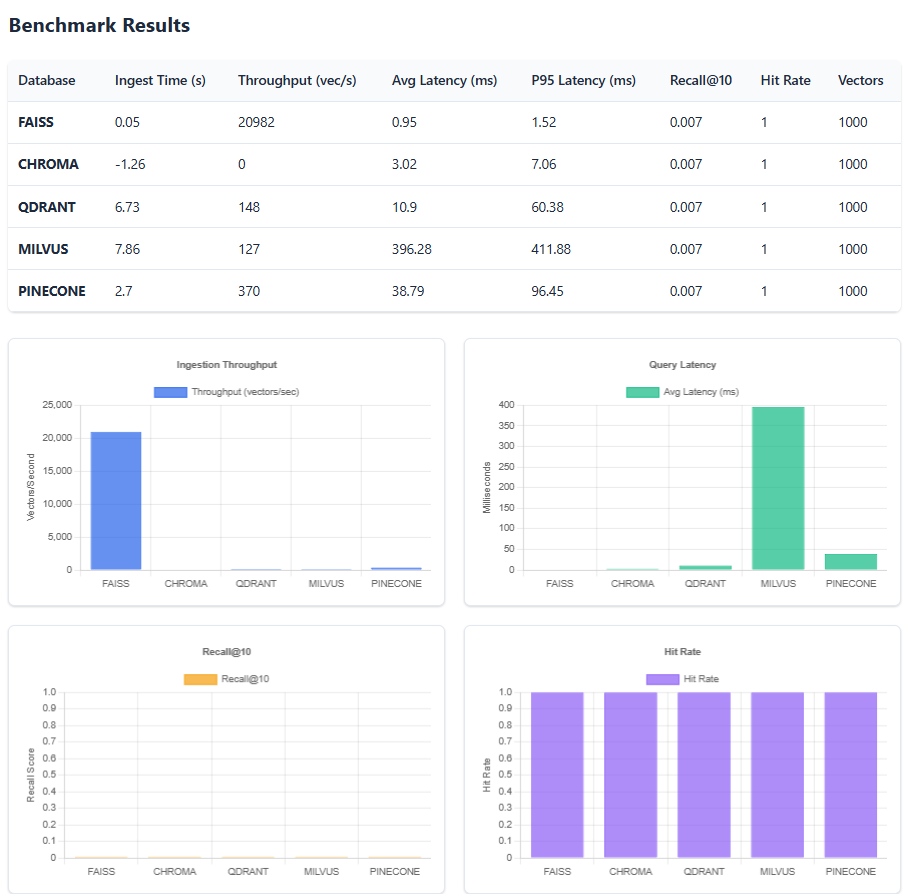 Benchmark Results
Database Ingest Time (s) Throughput (vec/s) Avg Latency (ms) P95 Latency (ms) Recall@10 Hit Rate Vectors
FAISS 0.05 20982 0.95 1.52 0.007 1 1000
CHROMA -1.26 0 3.02 7.06 0.007 1 1000
QDRANT 6.73 148 10.9 60.38 0.007 1 1000
MILVUS 7.86 127 396.28 411.88 0.007 1 1000
PINECONE 2.7 370 38.79 96.45 0.007 1 1000
Ingestion Throughput
Throughput (vectors/sec)
Vectors/Second
25,000
20,000
15,000
10,000
5,000
0
FAISS CHROMA QDRANT MILVUS PINECONE
Query Latency
Avg Latency (ms)
Milliseconds
400
350
300
250
200
150
100
50
0
FAISS CHROMA QDRANT MILVUS PINECONE
Recall@10
Recall@10
Recall Score
1.0
0.9
0.8
0.7
0.6
0.5
0.4
0.3
0.2
0.1
0
FAISS CHROMA QDRANT MILVUS PINECONE
Hit Rate
Hit Rate
Hit Rate
1.0
0.9
0.8
0.7
0.6
0.5
0.4
0.3
0.2
0.1
0
FAISS CHROMA QDRANT MILVUS PINECONE